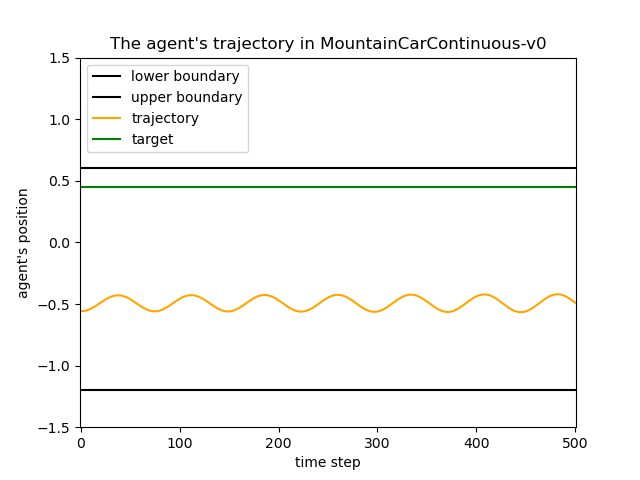 The agent's trajectory in MountainCarContinuous-v0
1.5
1.0
0.5
0.0
−0.5
−1.0
−1.5
agent's position
lower boundary
upper boundary
trajectory
target
0
100
200
300
400
500
time step